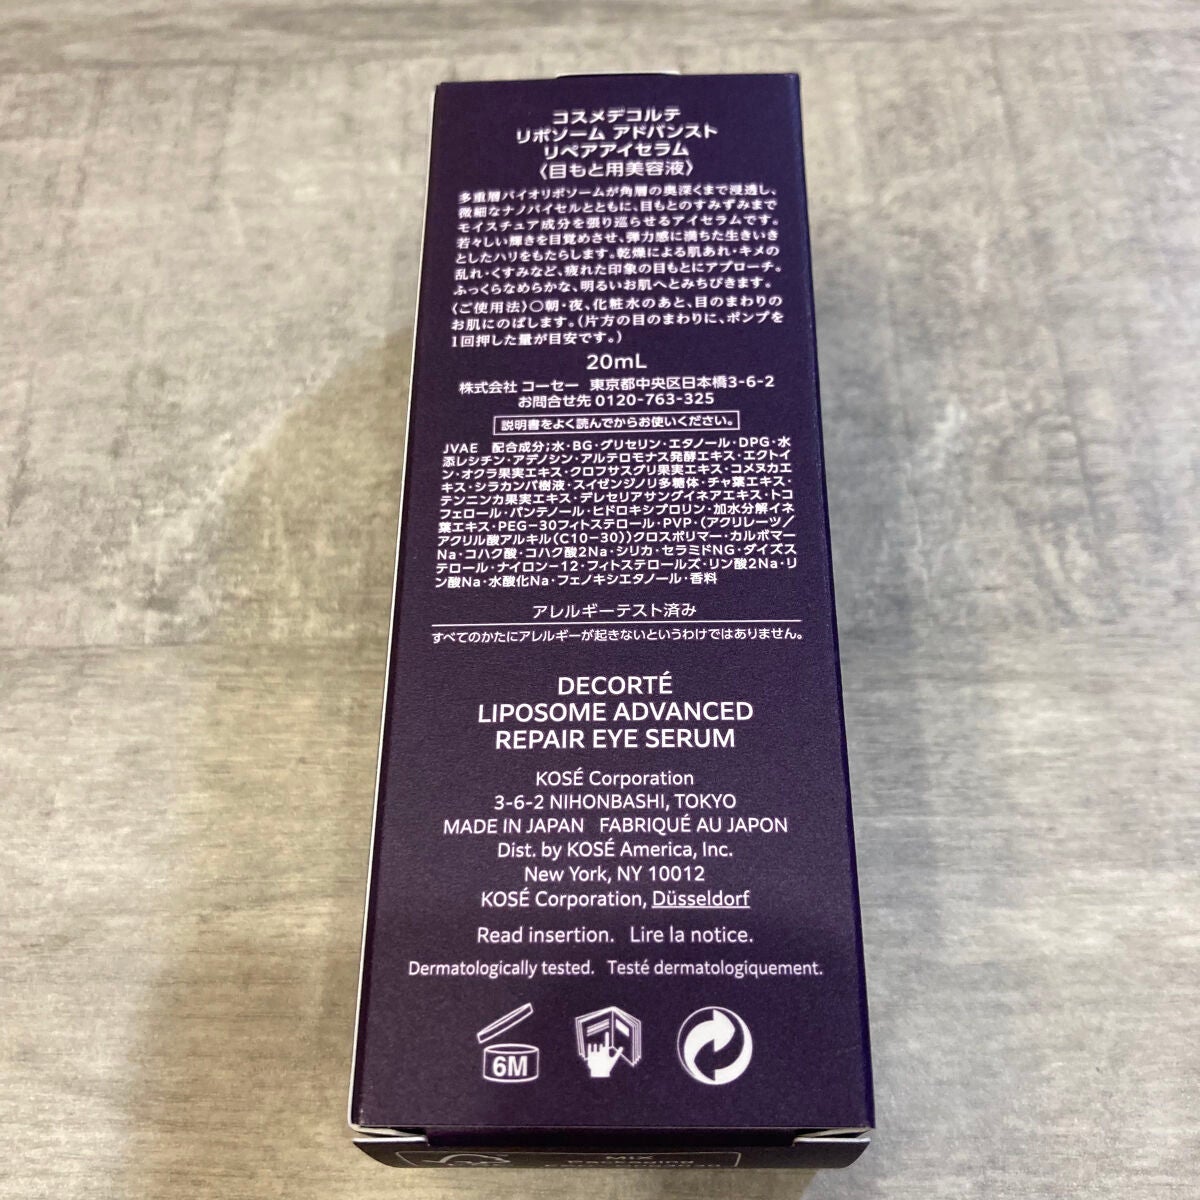 コスメデコルテ
リポソーム アドバンスト
リペアアイセラム
〈目もと用美容液〉
多重層バイオリポソームが角層の奥深くまで浸透し、
微細なナノバイセルとともに、目もとのすみずみまで
モイスチュア成分を張り巡らせるアイセラムです。
若々しい輝きを目覚めさせ、弾力感に満ちた生きいき
としたハリをもたらします。乾燥による肌あれ・キメの
乱れ・くすみなど、疲れた印象の目もとにアプローチ。
ふっくらなめらかな、明るいお肌へとみちびきます。
〈ご使用法〉○朝・夜、化粧水のあと、目のまわりの
お肌にのばします。（片方の目のまわりに、ポンプを
1回押した量が目安です。）
20mL
株式会社 コーセー 東京都中央区日本橋3-6-2
お問合せ先 0120-763-325
説明書をよく読んでからお使いください。
JVAE 配合成分；水・BG・グリセリン・エタノール・DPG・水
添レシチン・アデノシン・アルテロモナス発酵エキス・エクトイ
ン・オクラ果実エキス・クロフサスグリ果実エキス・コメヌカエ
キス・シラカンバ樹液・スイゼンジノリ多糖体・チャ葉エキス・
テンニンカ果実エキス・デレセリアサングイネアエキス・トコ
フェロール・パンテノール・ヒドロキシプロリン・加水分解イネ
葉エキス・PEG-30フィトステロール・PVP・（アクリレーツ／
アクリル酸アルキル（C10-30））クロスポリマー・カルボマー
Na・コハク酸・コハク酸2Na・シリカ・セラミドNG・ダイズス
テロール・ナイロン-12・フィトステロールズ・リン酸2Na・リ
ン酸Na・水酸化Na・フェノキシエタノール・香料
アレルギーテスト済み
すべてのかたにアレルギーが起きないというわけではありません。
DECORTÉ
LIPOSOME ADVANCED
REPAIR EYE SERUM
KOSÉ Corporation
3-6-2 NIHONBASHI, TOKYO
MADE IN JAPAN FABRIQUÉ AU JAPON
Dist. by KOSÉ America, Inc.
New York, NY 10012
KOSÉ Corporation, Düsseldorf
Read insertion. Lire la notice.
Dermatologically tested. Testé dermatologiquement.
6M
MIX